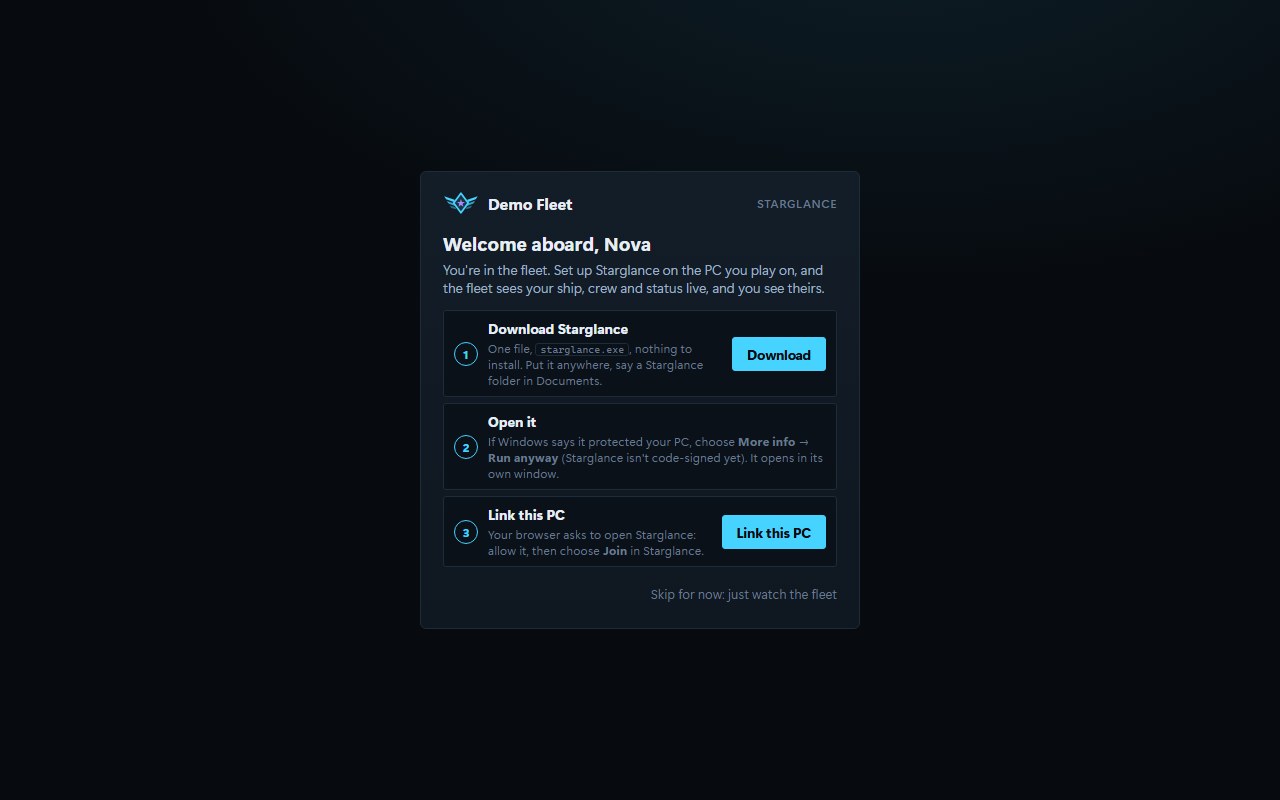 Demo Fleet
STARGLANCE
Welcome aboard, Nova
You're in the fleet. Set up Starglance on the PC you play on, and
the fleet sees your ship, crew and status live, and you see theirs.
1
Download Starglance
One file, starglance.exe, nothing to
install. Put it anywhere, say a Starglance
folder in Documents.
Download
2
Open it
If Windows says it protected your PC, choose More info →
Run anyway (Starglance isn't code-signed yet). It opens in its
own window.
3
Link this PC
Your browser asks to open Starglance:
allow it, then choose Join in Starglance.
Link this PC
Skip for now: just watch the fleet